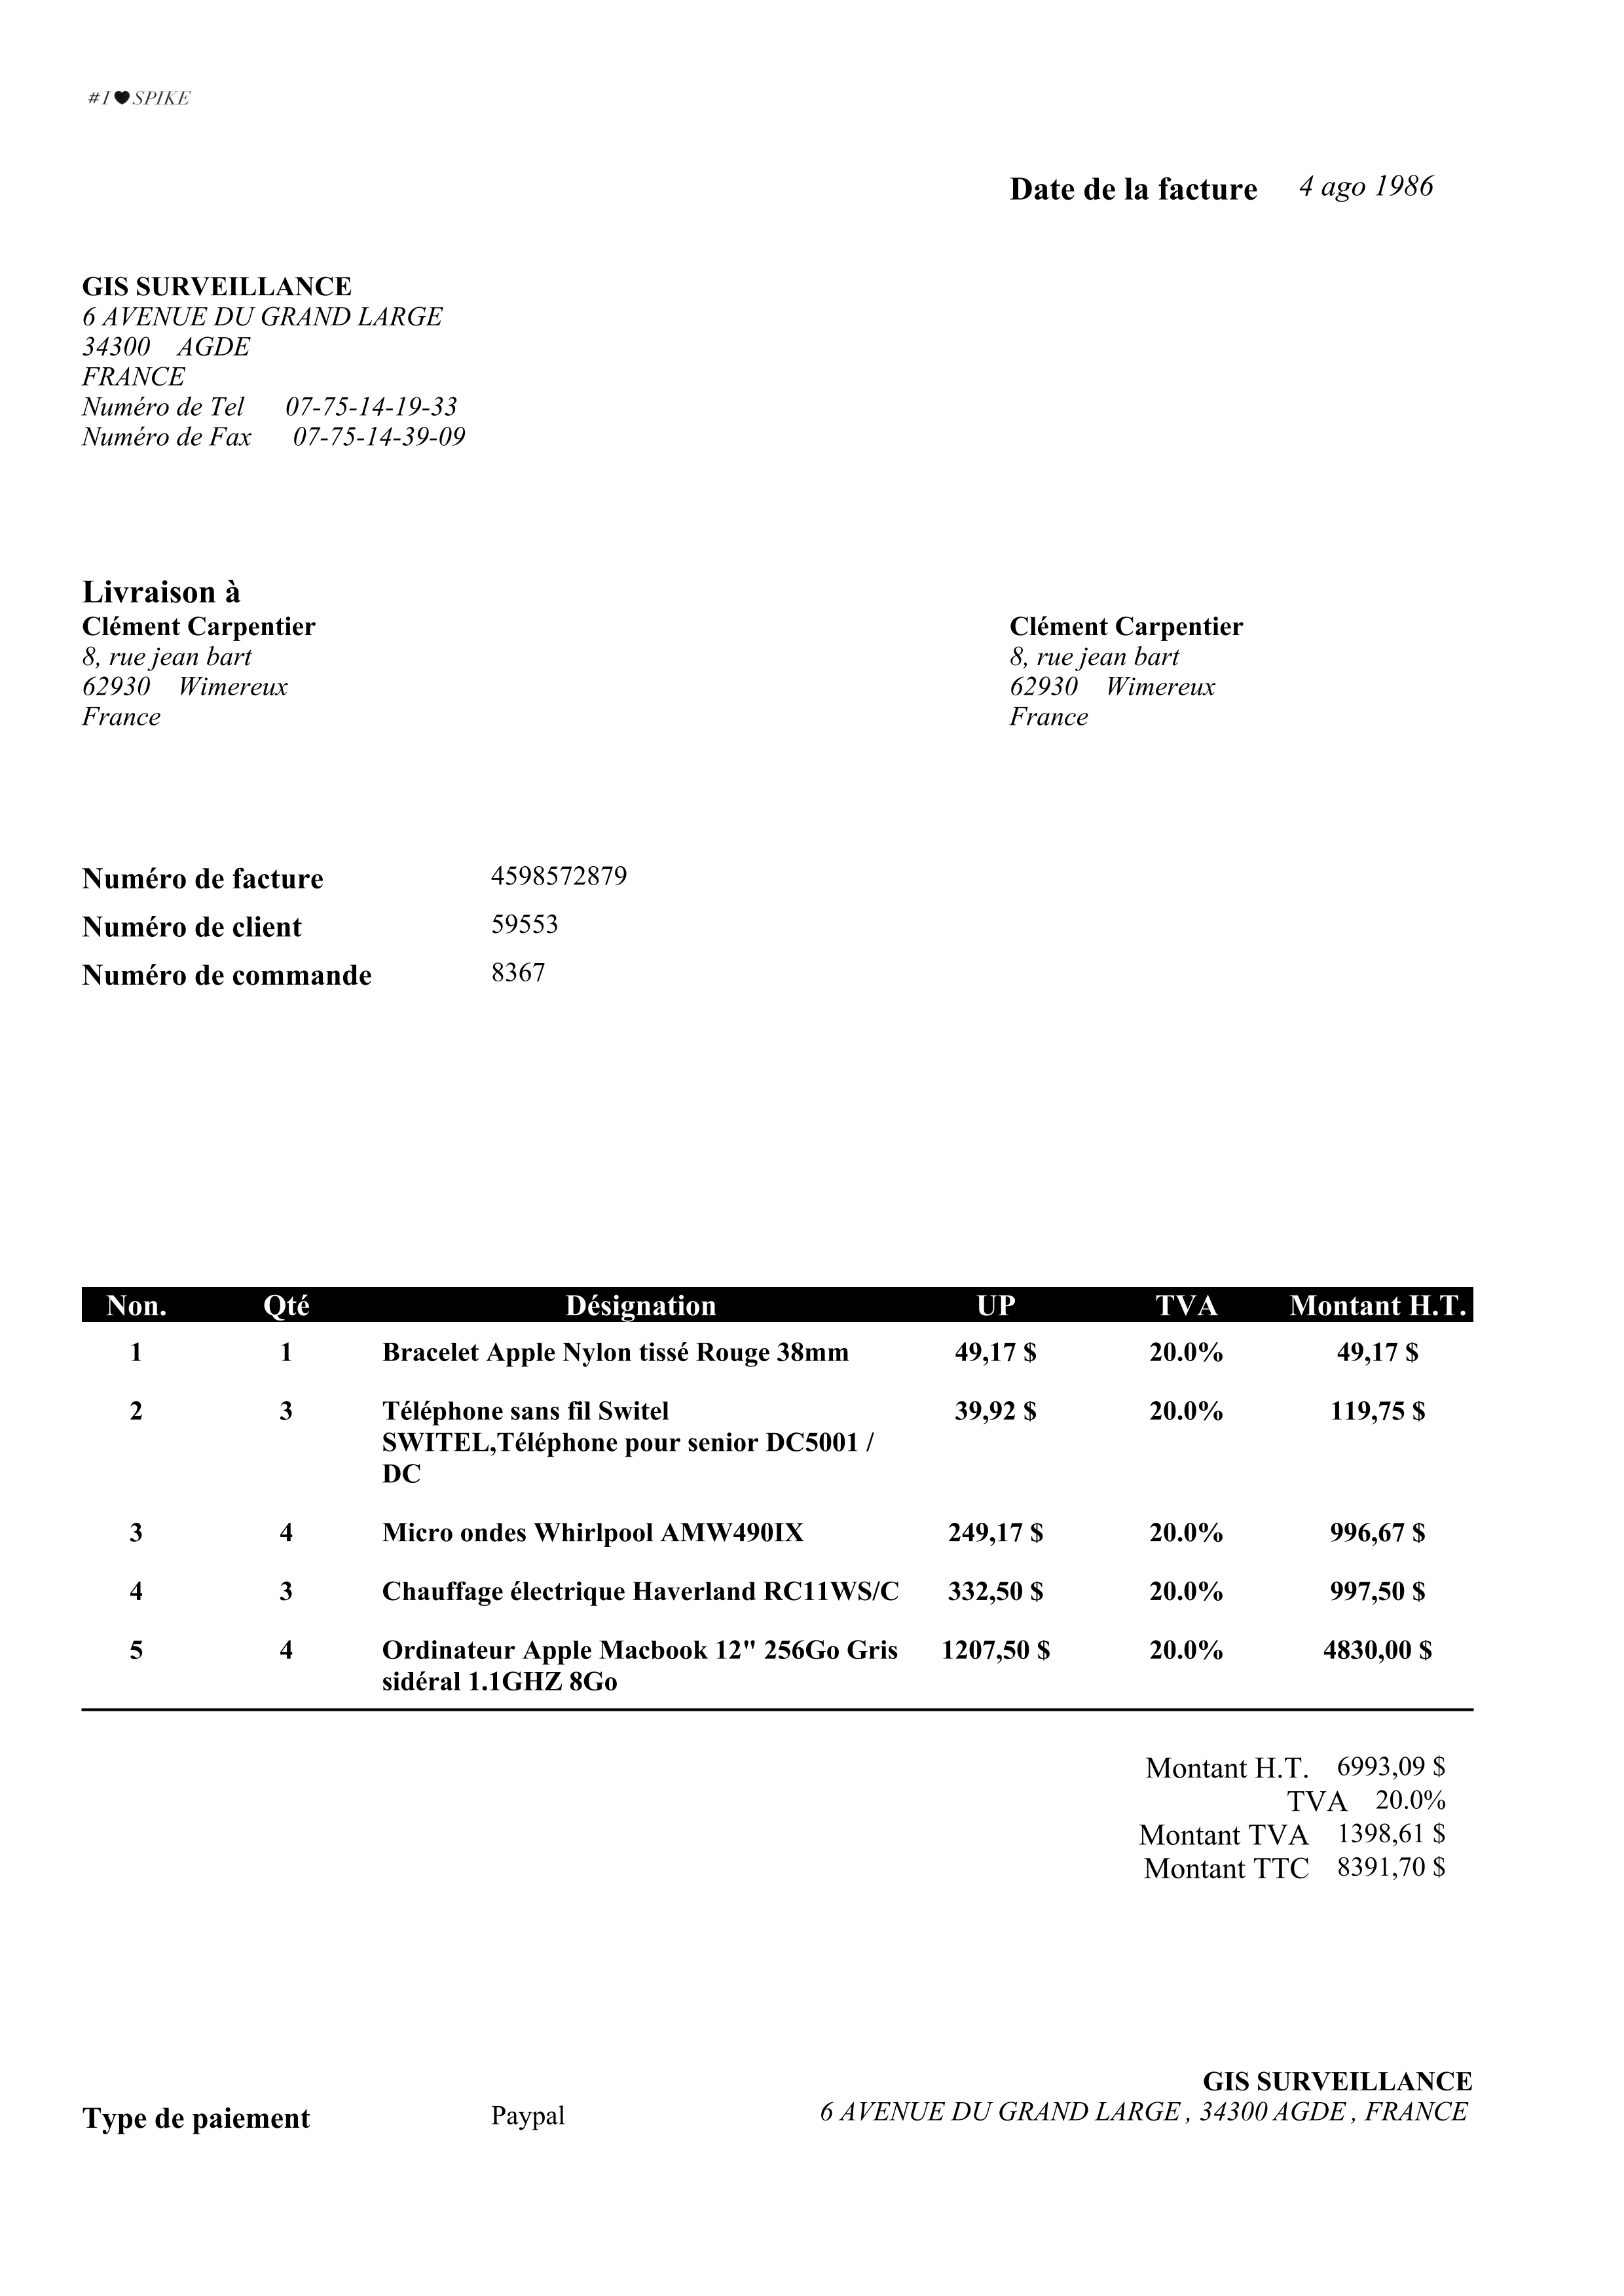 #I♥SPIKE
Date de la facture 4 ago 1986
GIS SURVEILLANCE
6 AVENUE DU GRAND LARGE
34300 AGDE
FRANCE
Numéro de Tel 07-75-14-19-33
Numéro de Fax 07-75-14-39-09
Livraison à
Clément Carpentier
8, rue jean bart
62930 Wimereux
France
Clément Carpentier
8, rue jean bart
62930 Wimereux
France
Numéro de facture 4598572879
Numéro de client 59553
Numéro de commande 8367
Non. Qté Désignation UP TVA Montant H.T.
1 1 Bracelet Apple Nylon tissé Rouge 38mm 49,17 $ 20.0% 49,17 $
2 3 Téléphone sans fil Switel 39,92 $ 20.0% 119,75 $
SWITEL,Téléphone pour senior DC5001 /
DC
3 4 Micro ondes Whirlpool AMW490IX 249,17 $ 20.0% 996,67 $
4 3 Chauffage électrique Haverland RC11WS/C 332,50 $ 20.0% 997,50 $
5 4 Ordinateur Apple Macbook 12" 256Go Gris 1207,50 $ 20.0% 4830,00 $
sidéral 1.1GHZ 8Go
Montant H.T. 6993,09 $
TVA 20.0%
Montant TVA 1398,61 $
Montant TTC 8391,70 $
GIS SURVEILLANCE
Type de paiement Paypal 6 AVENUE DU GRAND LARGE , 34300 AGDE , FRANCE